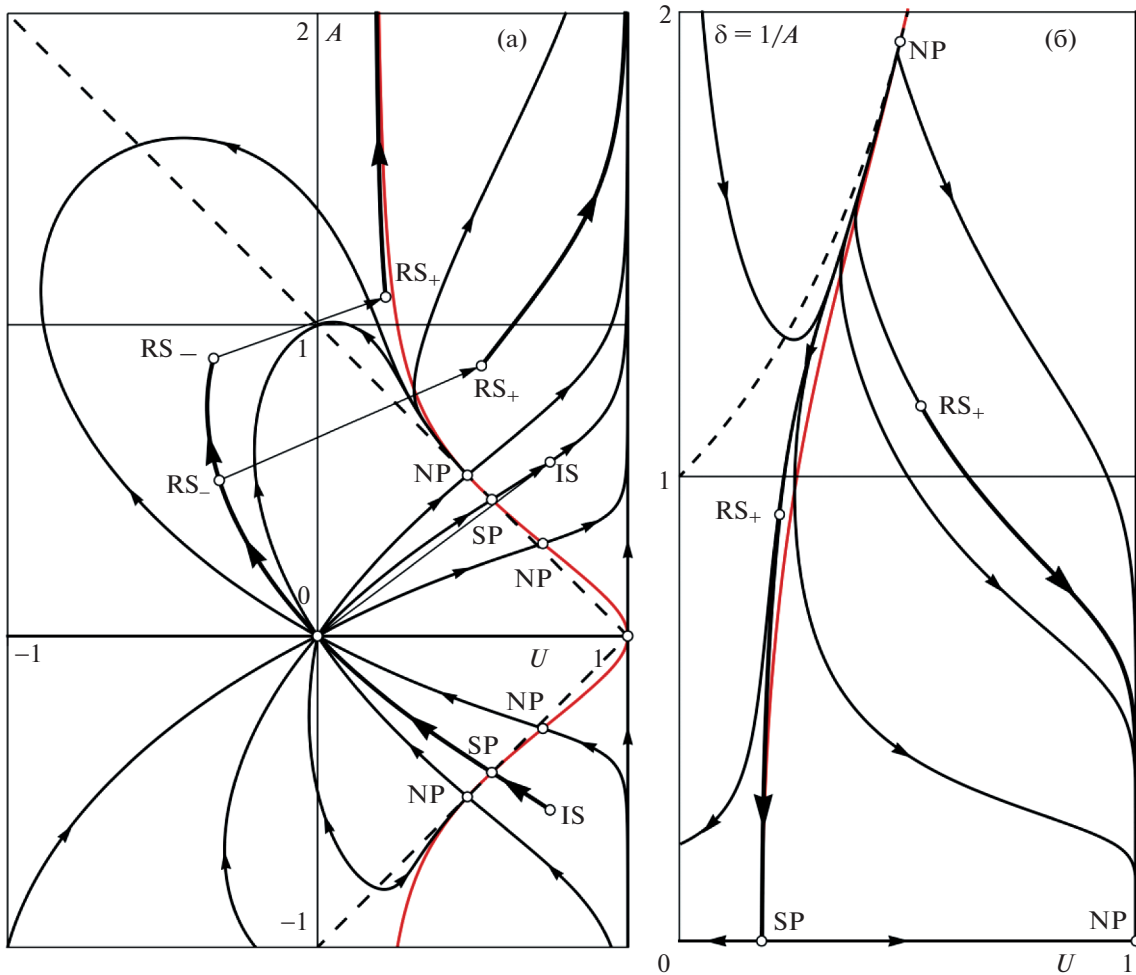 2 A (a)
RS+
1
RS –
RS+
NP
IS
RS–
SP
NP
0
–1
U 1
NP
SP
NP
IS
–1
2
δ = 1/A (б)
NP
RS+
1
RS+
SP
NP
0
U 1